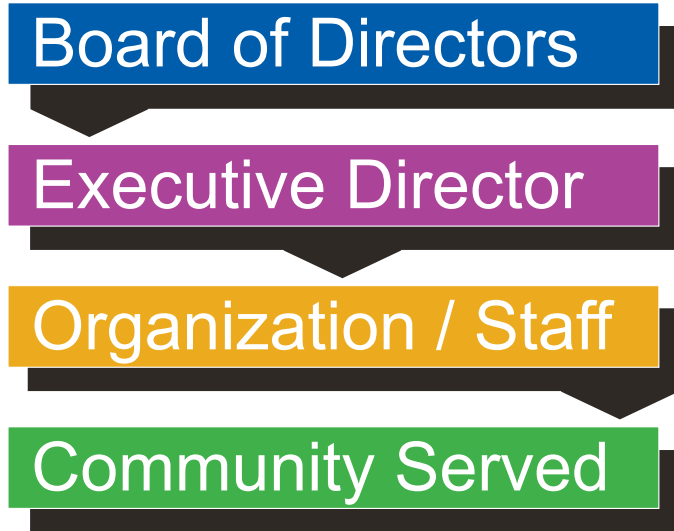 Board of Directors
Executive Director
Organization / Staff
Community Served